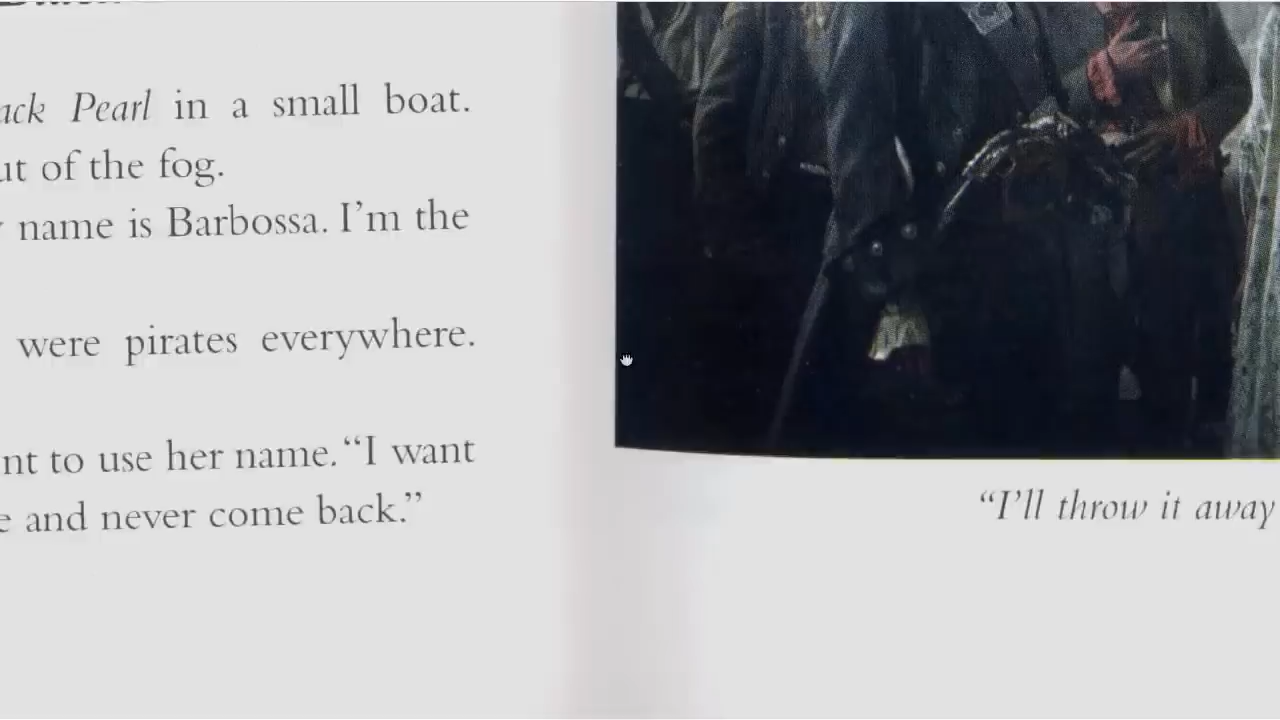 ack Pearl in a small boat.
ut of the fog.
name is Barbossa. I'm the
were pirates everywhere.
nt to use her name. “I want
e and never come back.”
“I'll throw it away